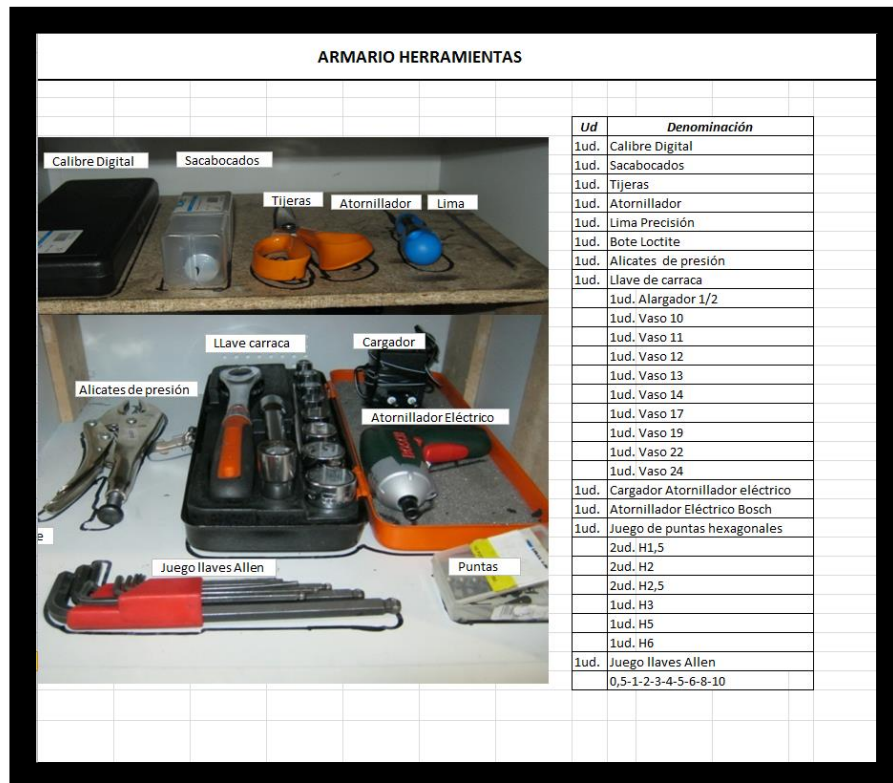 ARMARIO HERRAMIENTAS
Calibre Digital
Sacabocados
Tijeras
Atornillador
Lima
LLave carraca
Cargador
Alicates de presión
Atornillador Eléctrico
e
Juego llaves Allen
Puntas
Ud Denominación
1ud. Calibre Digital
1ud. Sacabocados
1ud. Tijeras
1ud. Atornillador
1ud. Lima Precisión
1ud. Bote Loctite
1ud. Alicates de presión
1ud. Llave de carraca
1ud. Alargador 1/2
1ud. Vaso 10
1ud. Vaso 11
1ud. Vaso 12
1ud. Vaso 13
1ud. Vaso 14
1ud. Vaso 17
1ud. Vaso 19
1ud. Vaso 22
1ud. Vaso 24
1ud. Cargador Atornillador eléctrico
1ud. Atornillador Eléctrico Bosch
1ud. Juego de puntas hexagonales
2ud. H1,5
2ud. H2
2ud. H2,5
1ud. H3
1ud. H5
1ud. H6
1ud. Juego llaves Allen
0,5-1-2-3-4-5-6-8-10